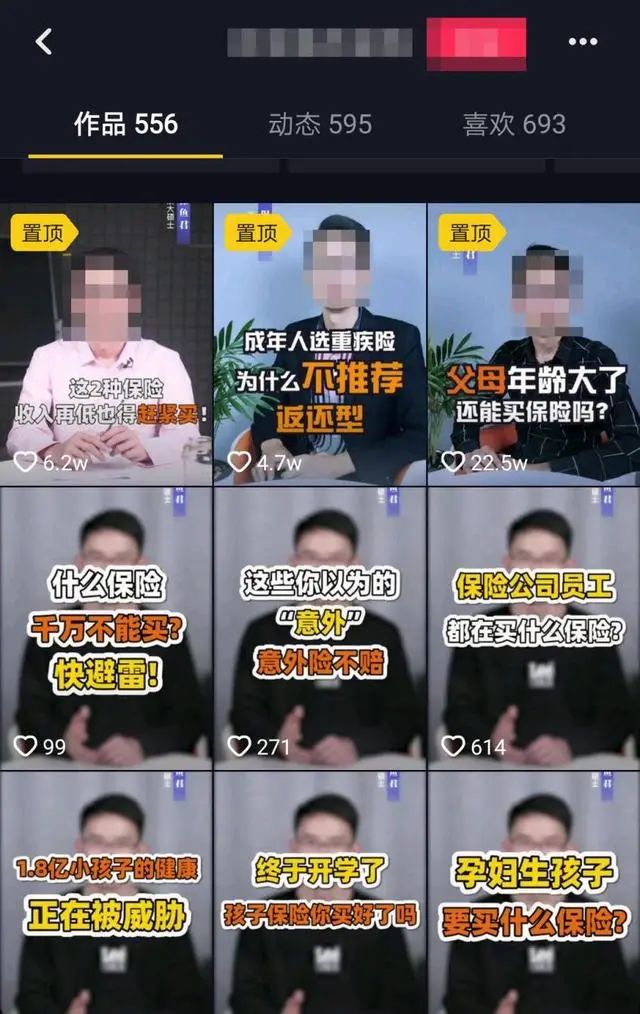 作品 556
动态 595
喜欢 693
置顶
大硕士
鱼君
这2种保险
收入再低也得赶紧买!
6.2w
置顶
成年人选重疾险
为什么不推荐
返还型
4.7w
置顶
父母年龄大了
还能买保险吗?
22.5w
什么保险
千万不能买?
快避雷!
99
这些你以为的
“意外”
意外险不赔
271
保险公司员工
都在买什么保险?
614
1.8亿小孩子的健康
正在被威胁
终于开学了
孩子保险你买好了吗
孕妇生孩子
要买什么保险?